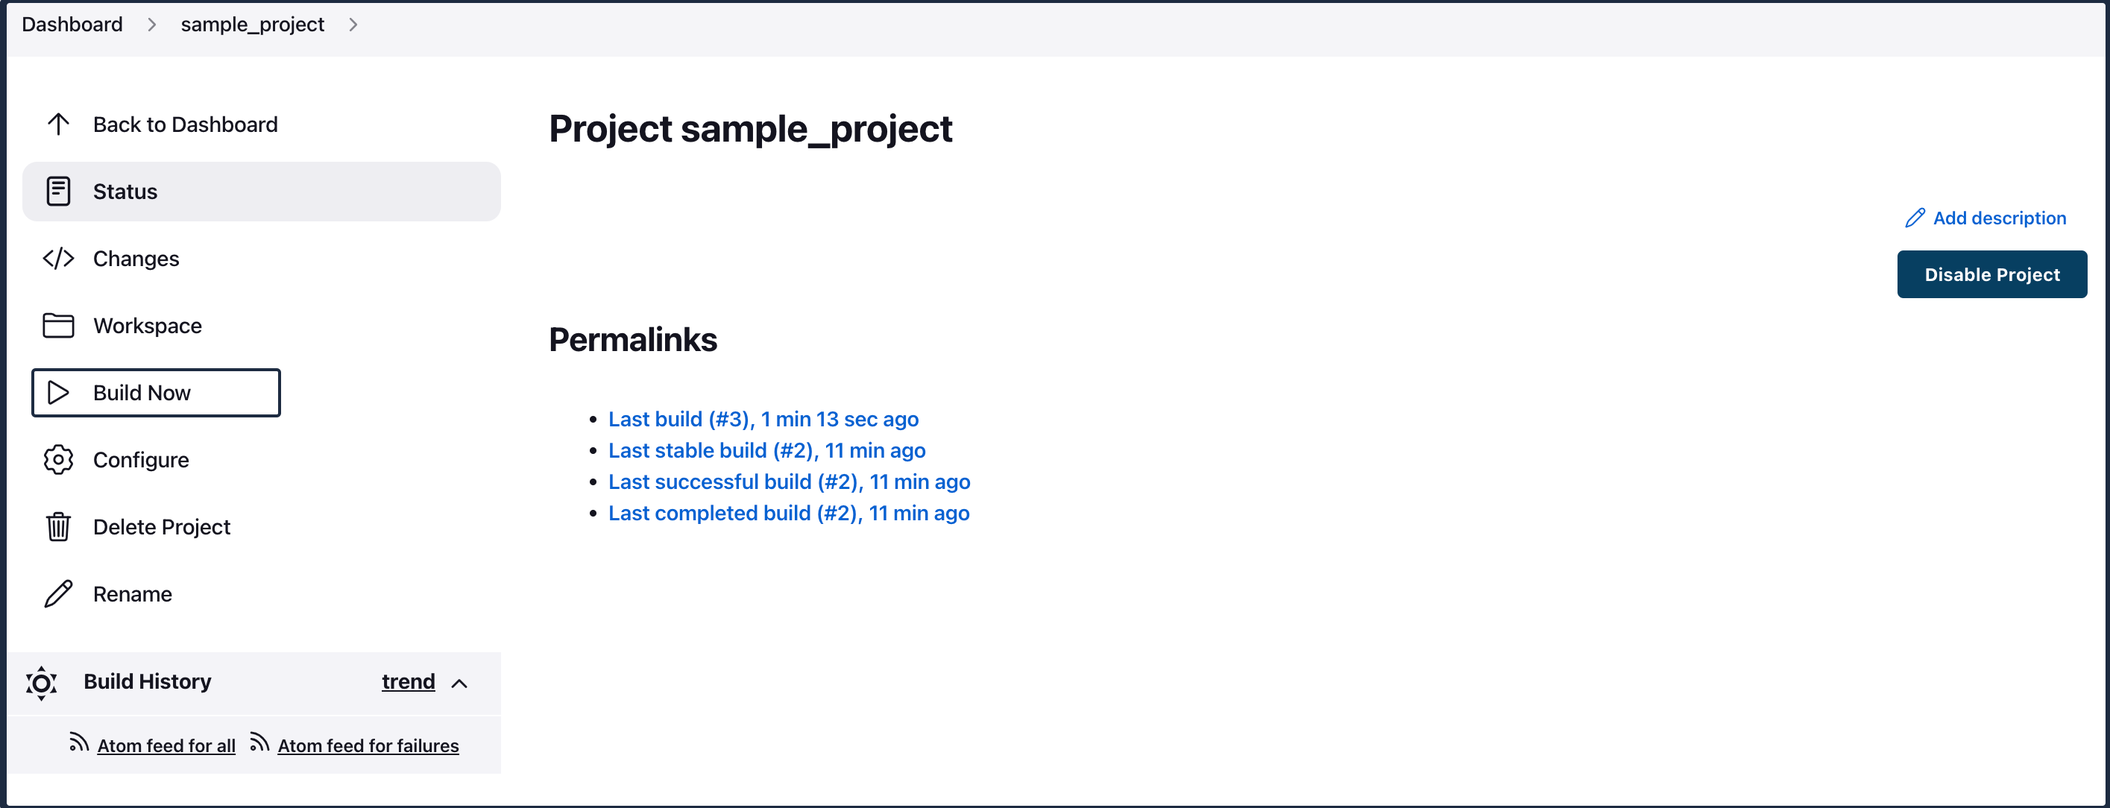 Dashboard > sample_project >
Back to Dashboard
Status
Changes
Workspace
Build Now
Configure
Delete Project
Rename
Build History trend
Atom feed for all Atom feed for failures
Project sample_project
Add description
Disable Project
Permalinks
• Last build (#3), 1 min 13 sec ago
• Last stable build (#2), 11 min ago
• Last successful build (#2), 11 min ago
• Last completed build (#2), 11 min ago